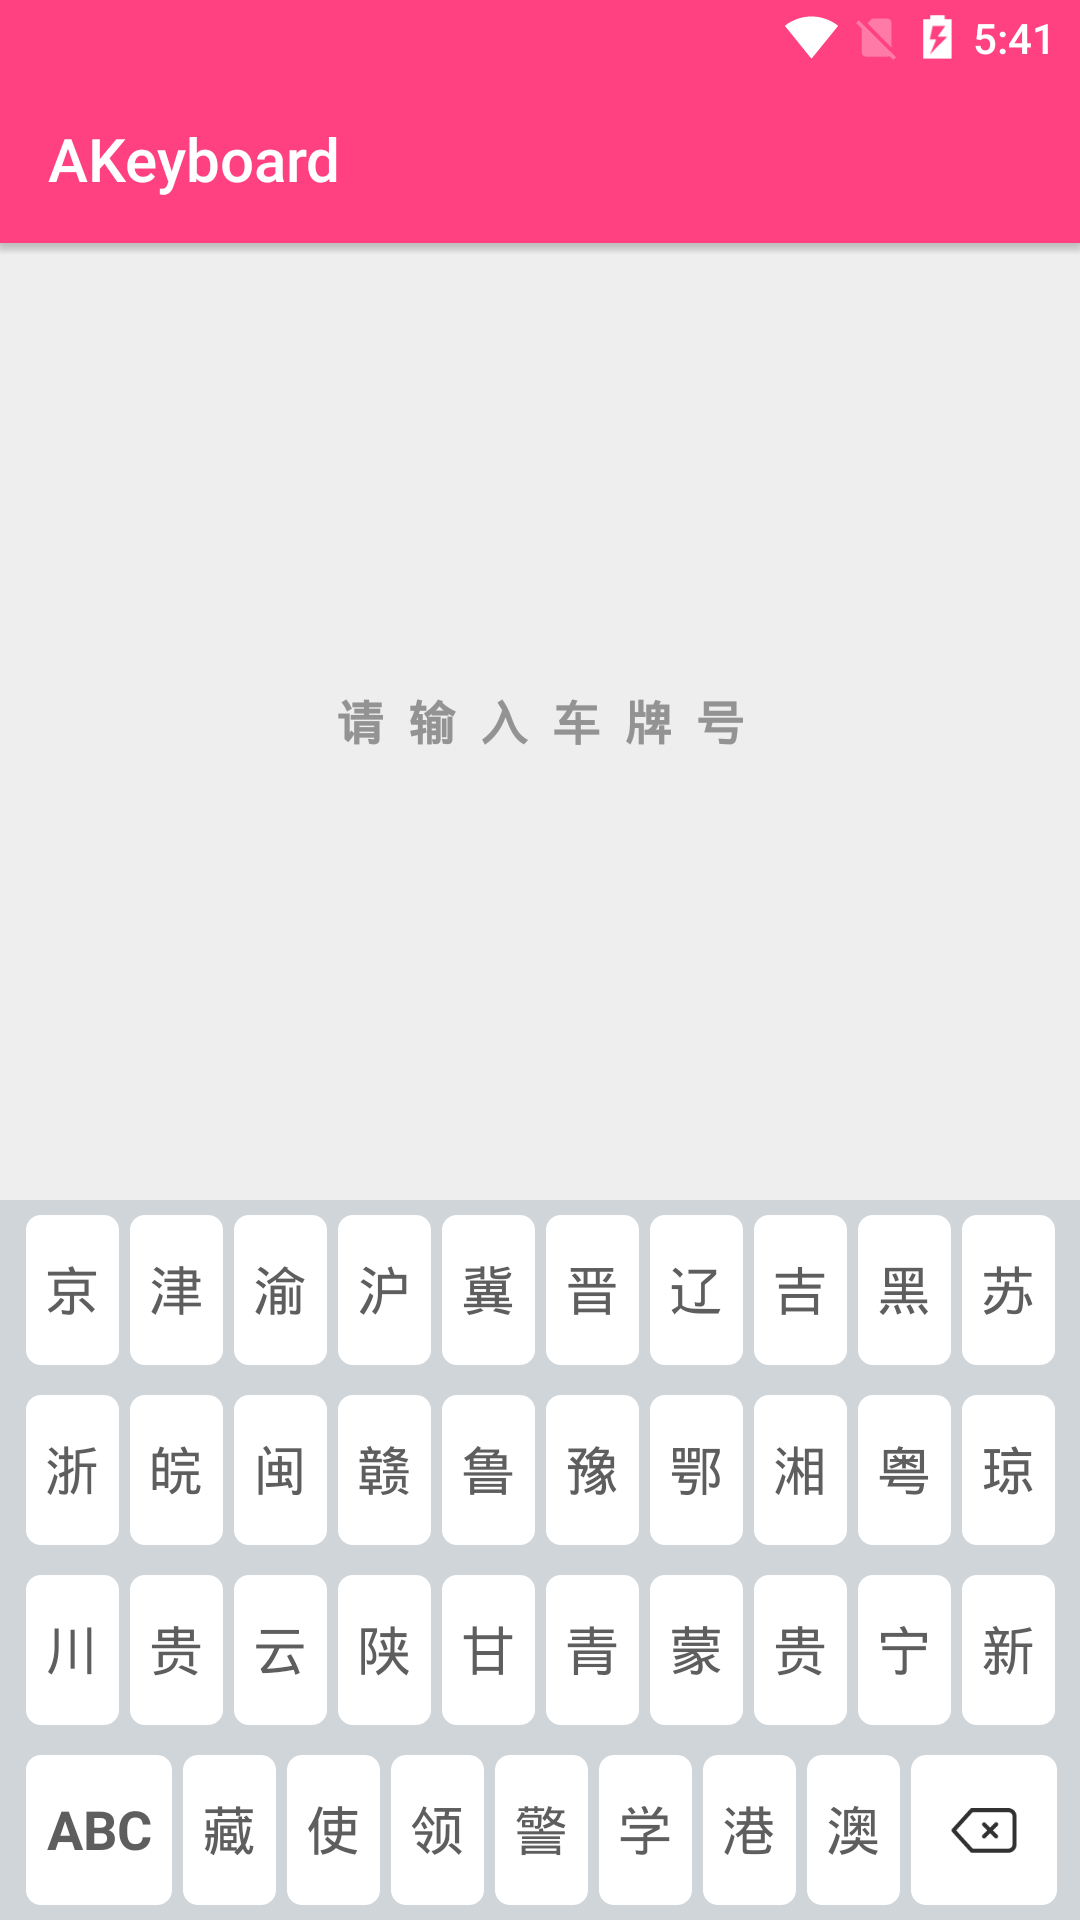 5:41
AKeyboard
请输入车牌号
京 津 渝 沪 冀 晋 辽 吉 黑 苏
浙 皖 闽 赣 鲁 豫 鄂 湘 粤 琼
川 贵 云 陕 甘 青 蒙 贵 宁 新
ABC 藏 使 领 警 学 港 澳